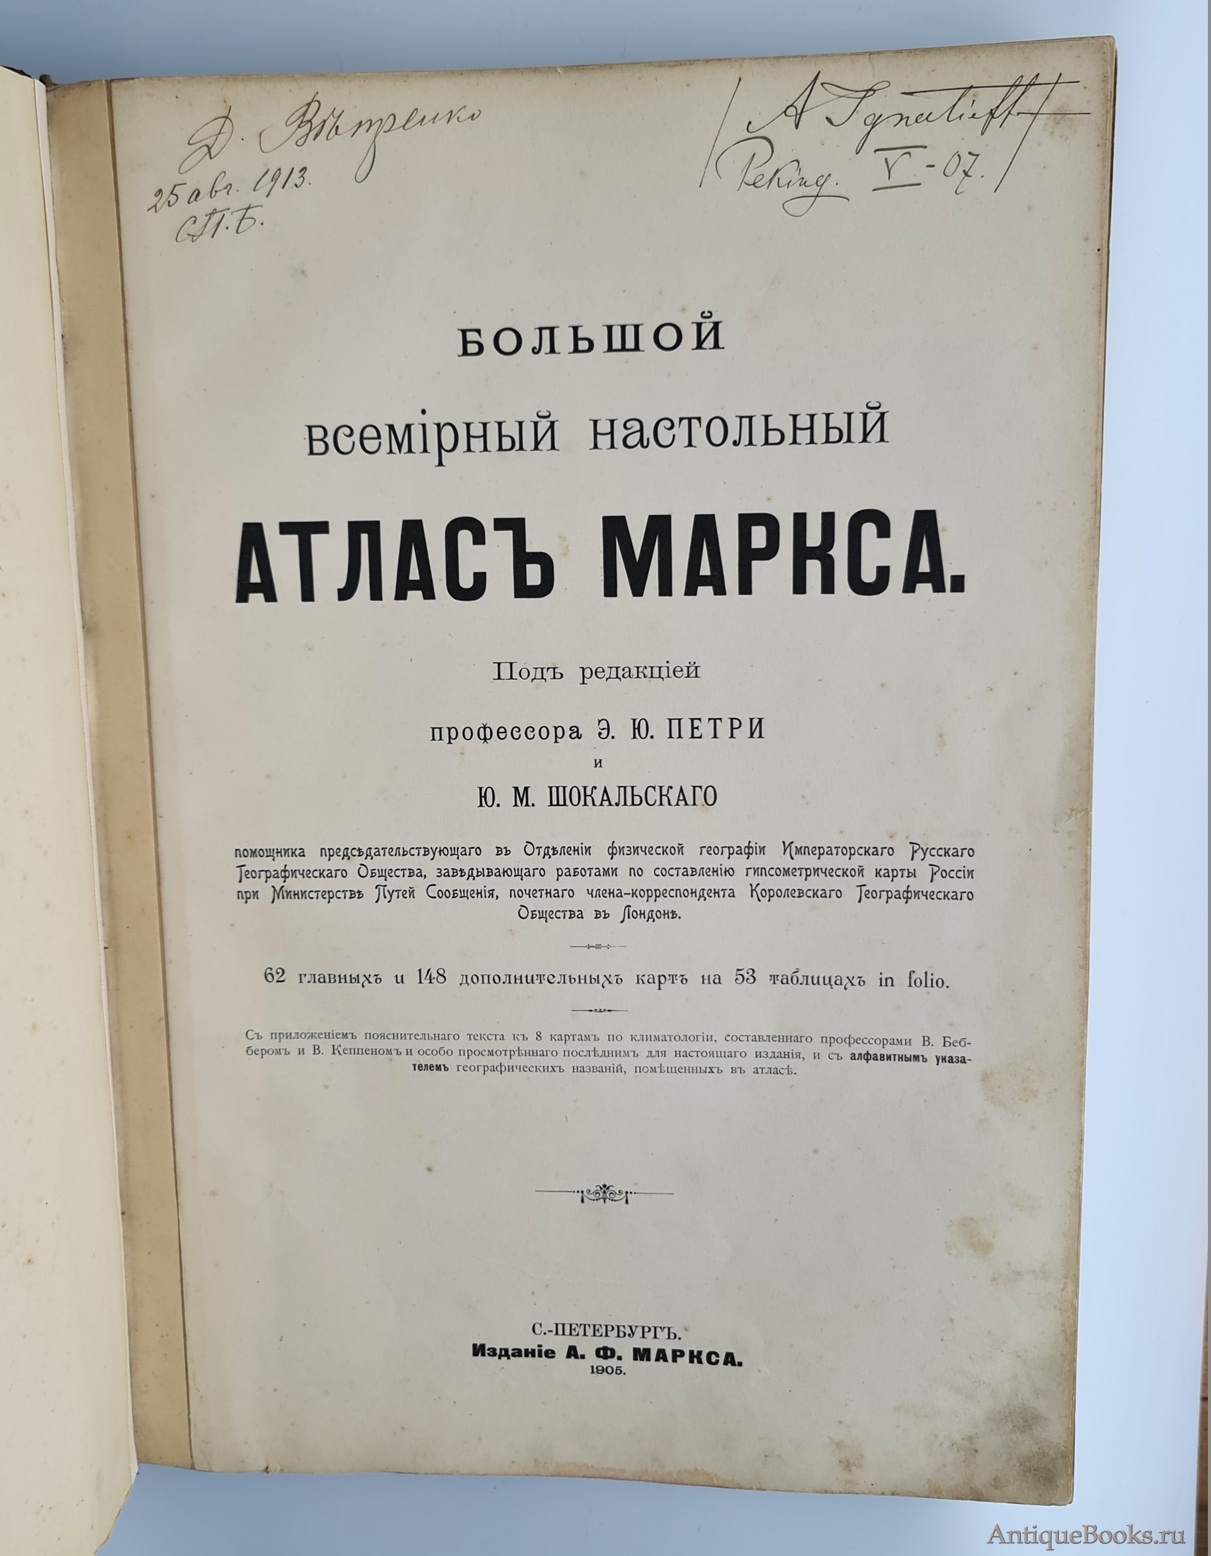 Д. Вѣтренко
25 авг. 1913.
С.П.Б.
A Ignatieff
Peking. V-07.
БОЛЬШОЙ
всемірный настольный
АТЛАСЪ МАРКСА.
Подъ редакціей
профессора Э. Ю. ПЕТРИ
и
Ю. М. ШОКАЛЬСКАГО
помощника предсѣдательствующаго въ Отдѣленіи физической географіи Императорскаго Русскаго
Географическаго Общества, завѣдывающаго работами по составленію гипсометрической карты Россіи
при Министерствѣ Путей Сообщенія, почетнаго члена-корреспондента Королевскаго Географическаго
Общества въ Лондонѣ.
62 главныхъ и 148 дополнительныхъ картъ на 53 таблицахъ in folio.
Съ приложеніемъ пояснительнаго текста къ 8 картамъ по климатологіи, составленнаго профессорами В. Беб-
беромъ и В. Кеппеномъ и особо просмотрѣннаго послѣднимъ для настоящаго изданія, и съ алфавитнымъ указа-
телемъ географическихъ названій, помѣщенныхъ въ атласѣ.
С.-ПЕТЕРБУРГЪ.
Изданіе А. Ф. МАРКСА.
1905.
AntiqueBooks.ru